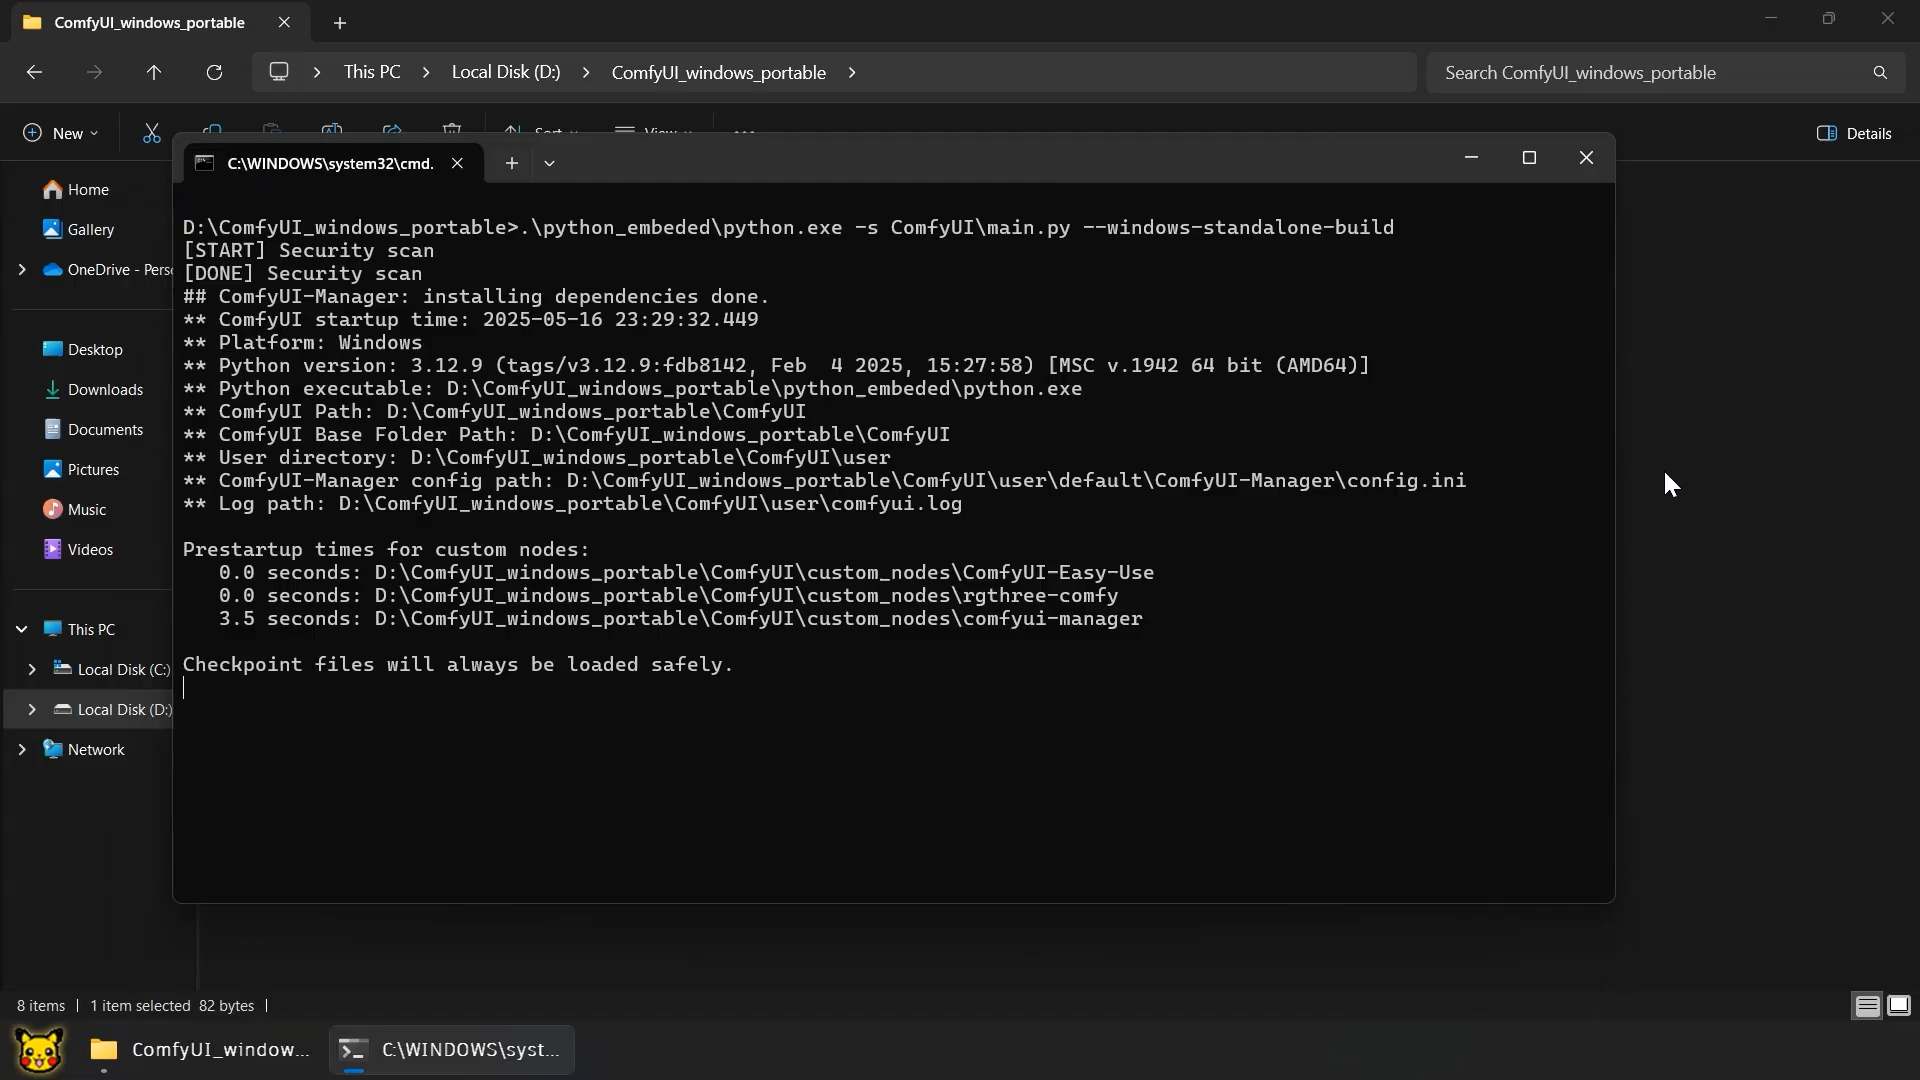 ComfyUI_windows_portable
This PC > Local Disk (D:) > ComfyUI_windows_portable >
Search ComfyUI_windows_portable
New
Sort
View
Details
C:\WINDOWS\system32\cmd.
Home
Gallery
OneDrive - Perso
Desktop
Downloads
Documents
Pictures
Music
Videos
This PC
Local Disk (C:)
Local Disk (D:)
Network
D:\ComfyUI_windows_portable>.\python_embeded\python.exe -s ComfyUI\main.py --windows-standalone-build
[START] Security scan
[DONE] Security scan
## ComfyUI-Manager: installing dependencies done.
** ComfyUI startup time: 2025-05-16 23:29:32.449
** Platform: Windows
** Python version: 3.12.9 (tags/v3.12.9:fdb8142, Feb  4 2025, 15:27:58) [MSC v.1942 64 bit (AMD64)]
** Python executable: D:\ComfyUI_windows_portable\python_embeded\python.exe
** ComfyUI Path: D:\ComfyUI_windows_portable\ComfyUI
** ComfyUI Base Folder Path: D:\ComfyUI_windows_portable\ComfyUI
** User directory: D:\ComfyUI_windows_portable\ComfyUI\user
** ComfyUI-Manager config path: D:\ComfyUI_windows_portable\ComfyUI\user\default\ComfyUI-Manager\config.ini
** Log path: D:\ComfyUI_windows_portable\ComfyUI\user\comfyui.log
Prestartup times for custom nodes:
0.0 seconds: D:\ComfyUI_windows_portable\ComfyUI\custom_nodes\ComfyUI-Easy-Use
0.0 seconds: D:\ComfyUI_windows_portable\ComfyUI\custom_nodes\rgthree-comfy
3.5 seconds: D:\ComfyUI_windows_portable\ComfyUI\custom_nodes\comfyui-manager
Checkpoint files will always be loaded safely.
8 items | 1 item selected 82 bytes |
ComfyUI_window...
C:\WINDOWS\syst...